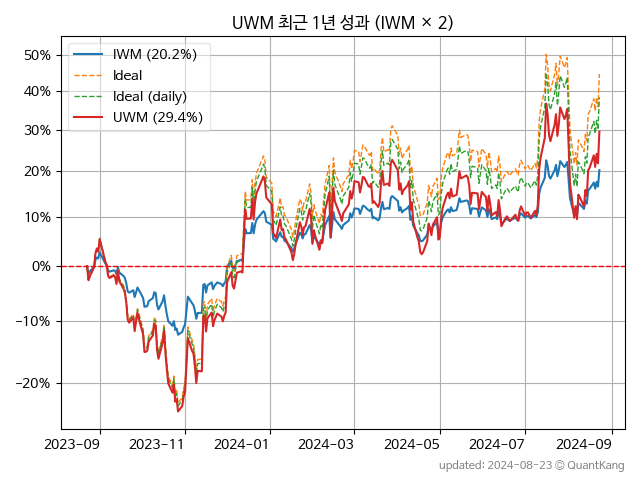 UWM 최근 1년 성과 (IWM × 2)
IWM (20.2%)
Ideal
Ideal (daily)
UWM (29.4%)
50%
40%
30%
20%
10%
0%
−10%
−20%
2023-09 2023-11 2024-01 2024-03 2024-05 2024-07 2024-09
updated: 2024-08-23 © QuantKang